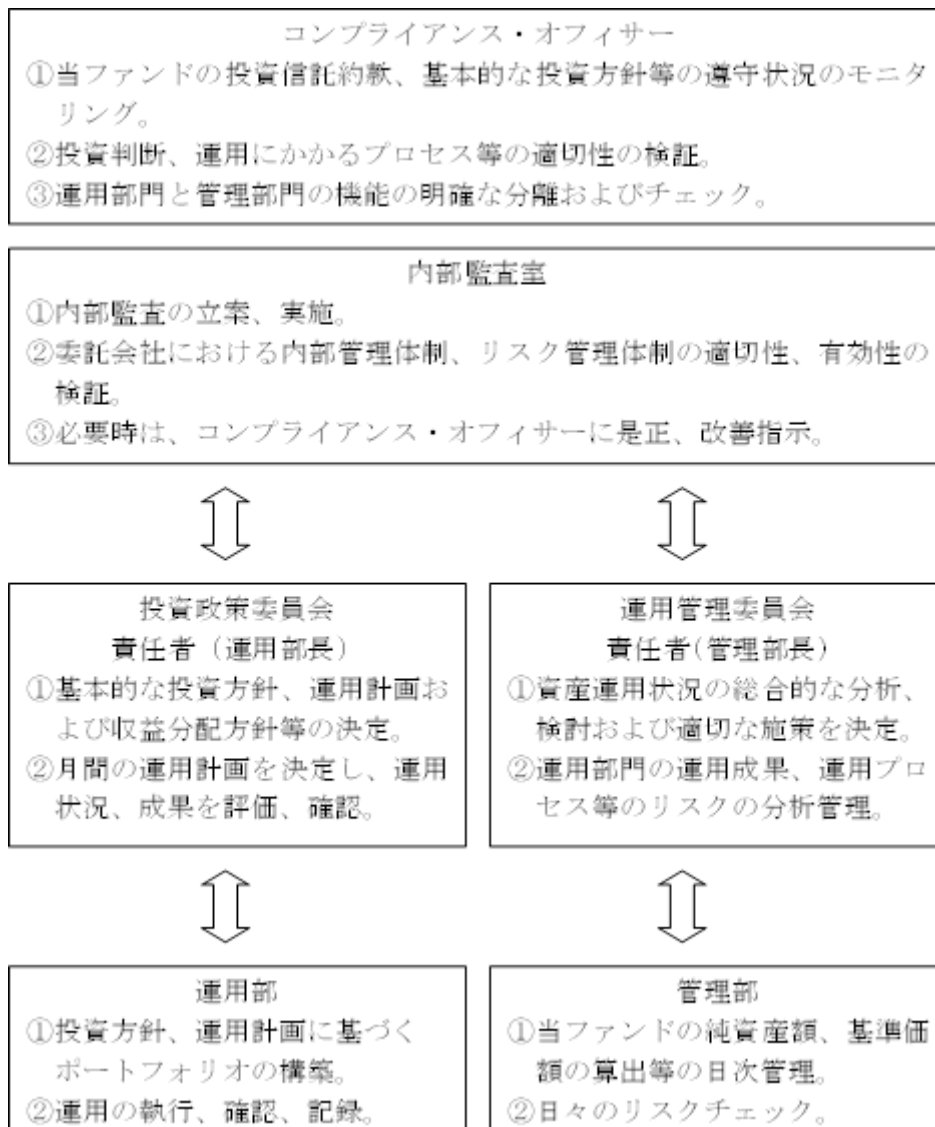 コンプライアンス・オフィサー
①当ファンドの投資信託約款、基本的な投資方針等の遵守状況のモニタ
リング。
②投資判断、運用にかかるプロセス等の適切性の検証。
③運用部門と管理部門の機能の明確な分離およびチェック。
内部監査室
①内部監査の立案、実施。
②委託会社における内部管理体制、リスク管理体制の適切性、有効性の
検証。
③必要時は、コンプライアンス・オフィサーに是正、改善指示。
投資政策委員会
責任者（運用部長）
①基本的な投資方針、運用計画お
よび収益分配方針等の決定。
②月間の運用計画を決定し、運用
状況、成果を評価、確認。
運用管理委員会
責任者(管理部長)
①資産運用状況の総合的な分析、
検討および適切な施策を決定。
②運用部門の運用成果、運用プロ
セス等のリスクの分析管理。
運用部
①投資方針、運用計画に基づく
ポートフォリオの構築。
②運用の執行、確認、記録。
管理部
①当ファンドの純資産額、基準価
額の算出等の日次管理。
②日々のリスクチェック。